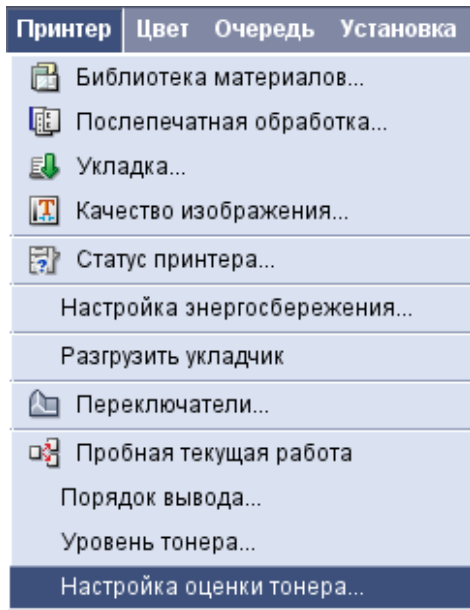 Принтер Цвет Очередь Установка
Библиотека материалов...
Послепечатная обработка...
Укладка...
Качество изображения...
Статус принтера...
Настройка энергосбережения...
Разгрузить укладчик
Переключатели...
Пробная текущая работа
Порядок вывода...
Уровень тонера...
Настройка оценки тонера...